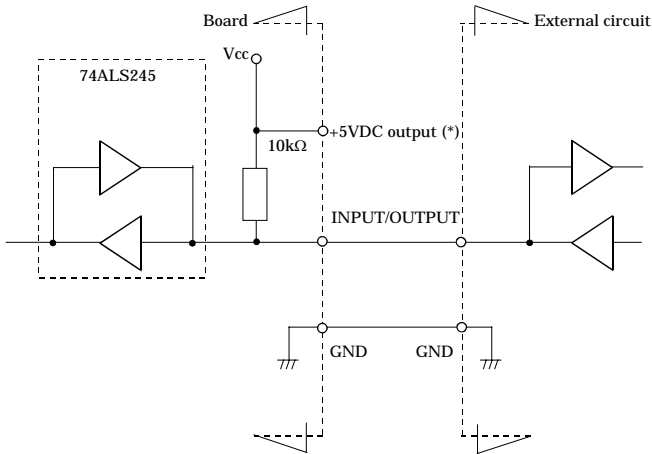 Board
External circuit
Vcc
74ALS245
+5VDC output (*)
10kΩ
INPUT/OUTPUT
GND
GND